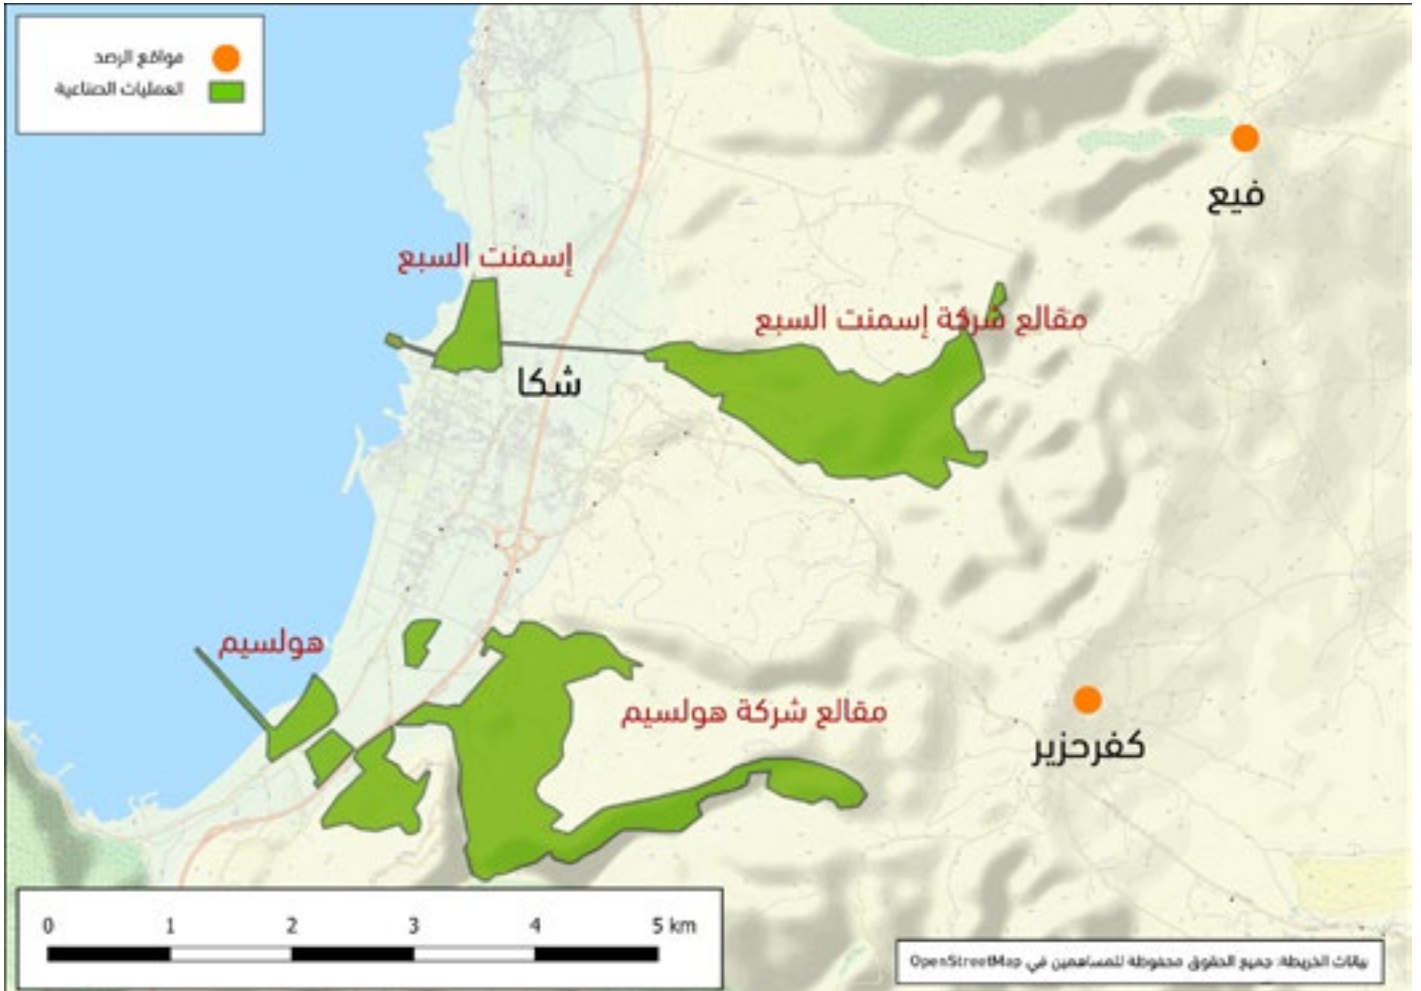 مواقع الرصد
العمليات الصناعية
فيع
إسمنت السبع
مقالع شركة إسمنت السبع
شكا
هولسيم
مقالع شركة هولسيم
كفرحزير
0 1 2 3 4 5 km
بيانات الخريطة: جميع الحقوق محفوظة للمساهمين في OpenStreetMap